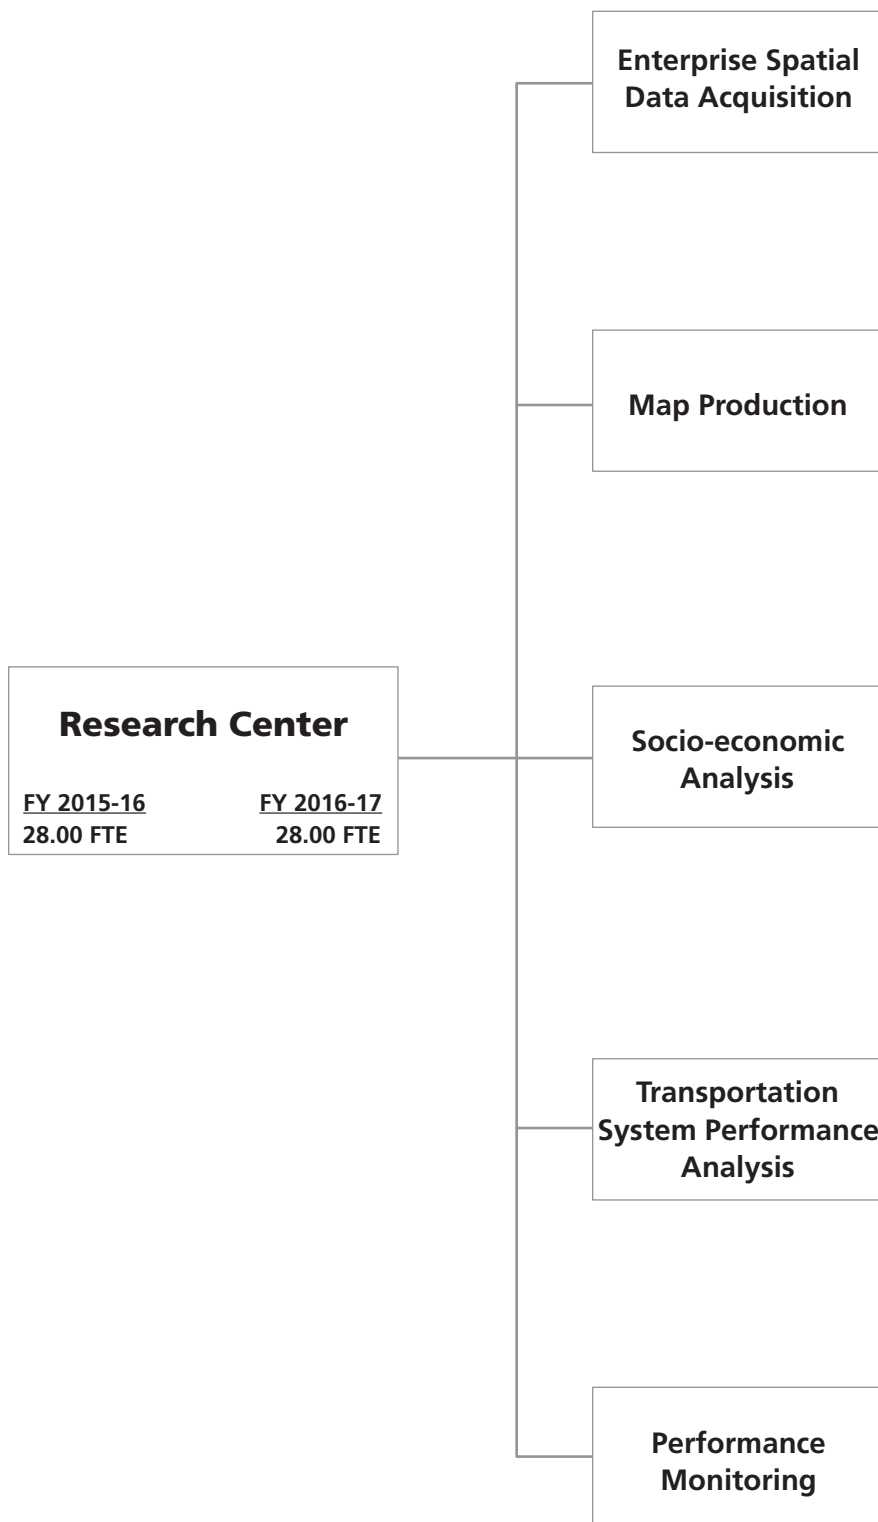 Enterprise Spatial
Data Acquisition
Map Production
Research Center
FY 2015-16 FY 2016-17
28.00 FTE 28.00 FTE
Socio-economic
Analysis
Transportation
System Performance
Analysis
Performance
Monitoring